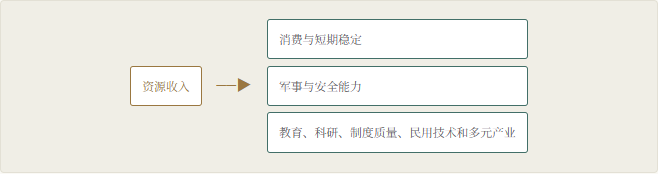 消费与短期稳定
资源收入
军事与安全能力
教育、科研、制度质量、民用技术和多元产业